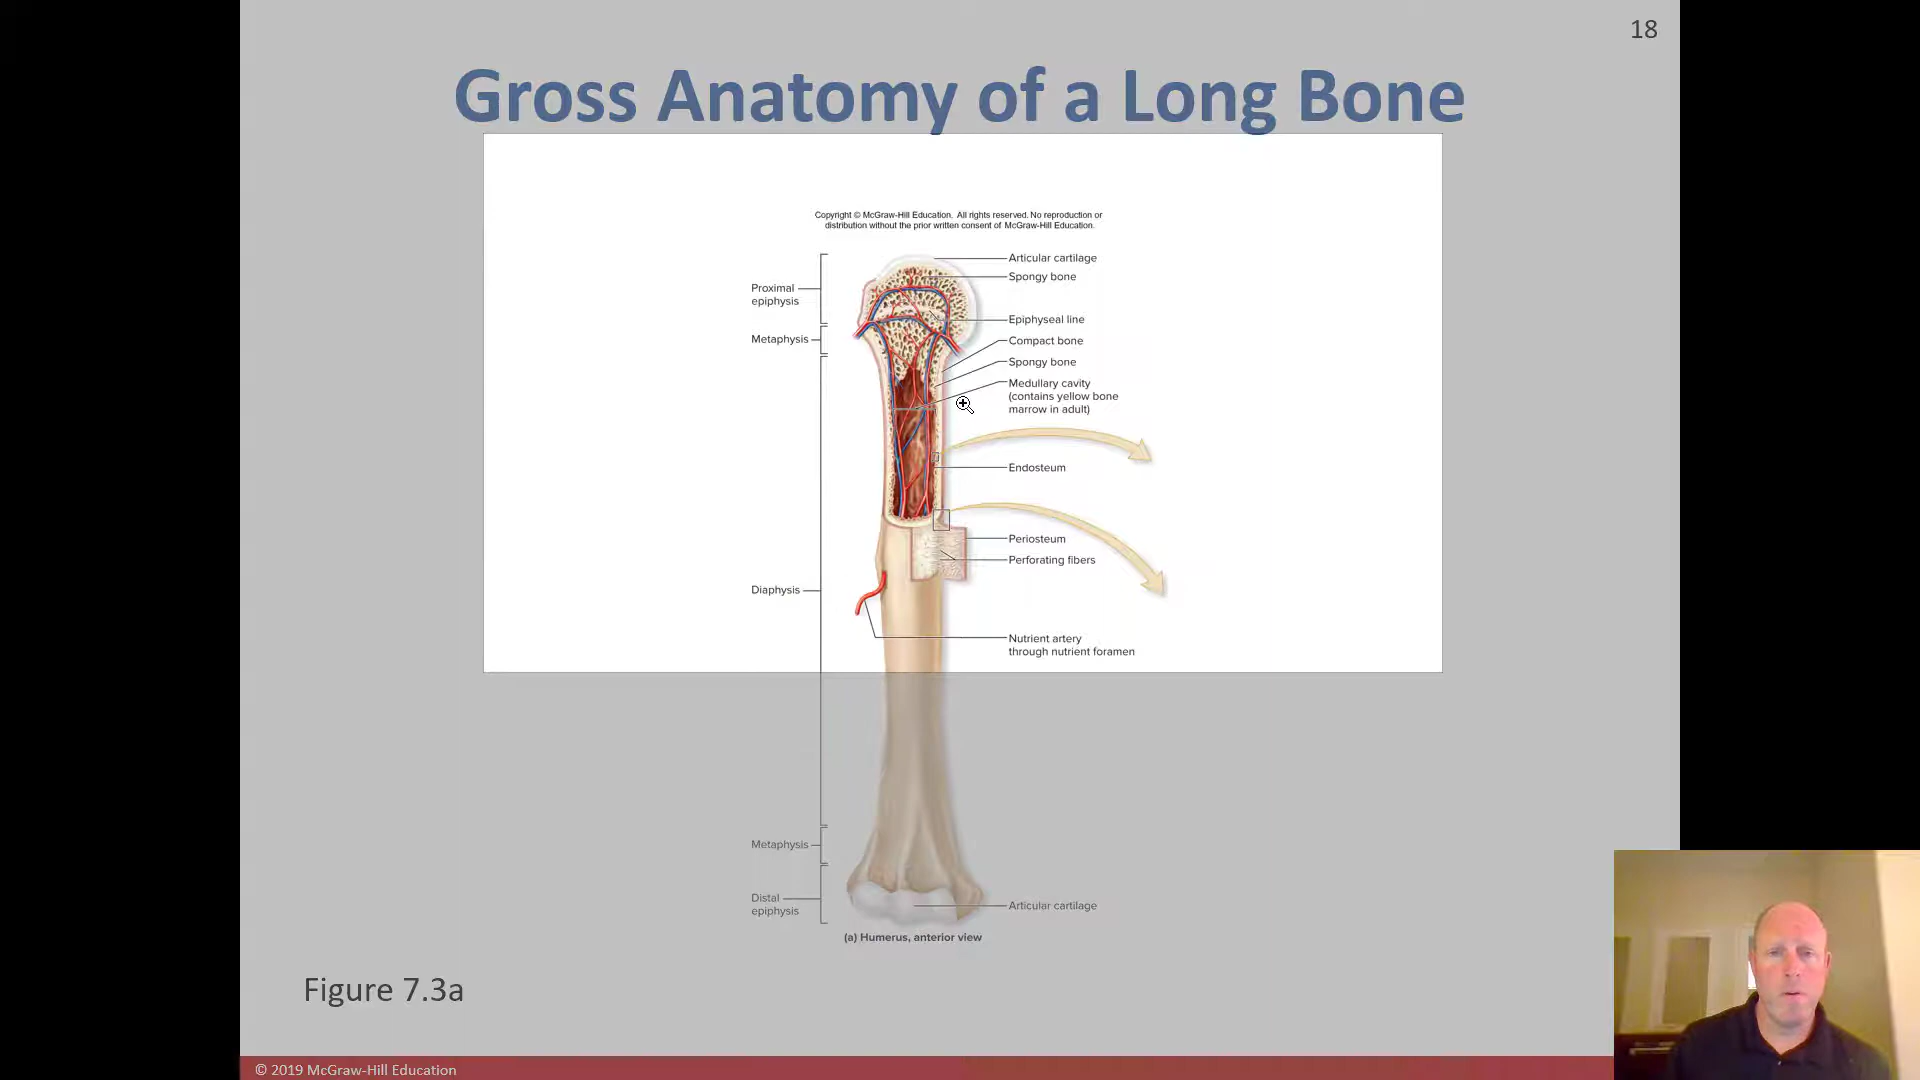 18
Gross Anatomy of a Long Bone
Copyright © McGraw-Hill Education. All rights reserved. No reproduction or
distribution without the prior written consent of McGraw-Hill Education.
Proximal
epiphysis
Metaphysis
Diaphysis
Metaphysis
Distal
epiphysis
Articular cartilage
Spongy bone
Epiphyseal line
Compact bone
Spongy bone
Medullary cavity
(contains yellow bone
marrow in adult)
Endosteum
Periosteum
Perforating fibers
Nutrient artery
through nutrient foramen
Articular cartilage
(a) Humerus, anterior view
Figure 7.3a
© 2019 McGraw-Hill Education